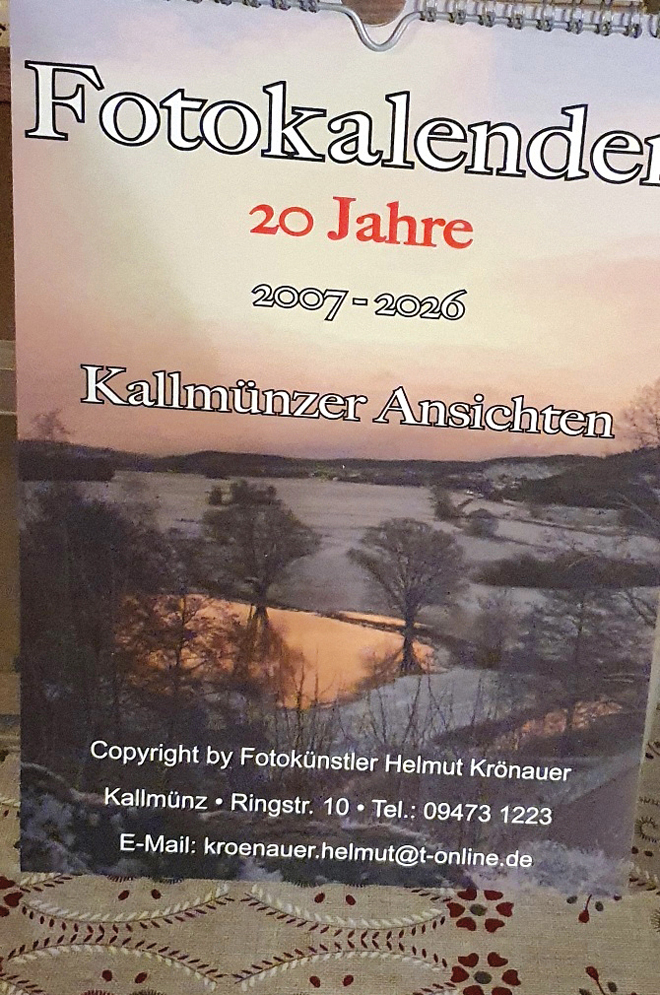 Fotokalender
20 Jahre
2007 - 2026
Kallmünzer Ansichten
Copyright by Fotokünstler Helmut Krönauer
Kallmünz • Ringstr. 10 • Tel.: 09473 1223
E-Mail: kroenauer.helmut@t-online.de